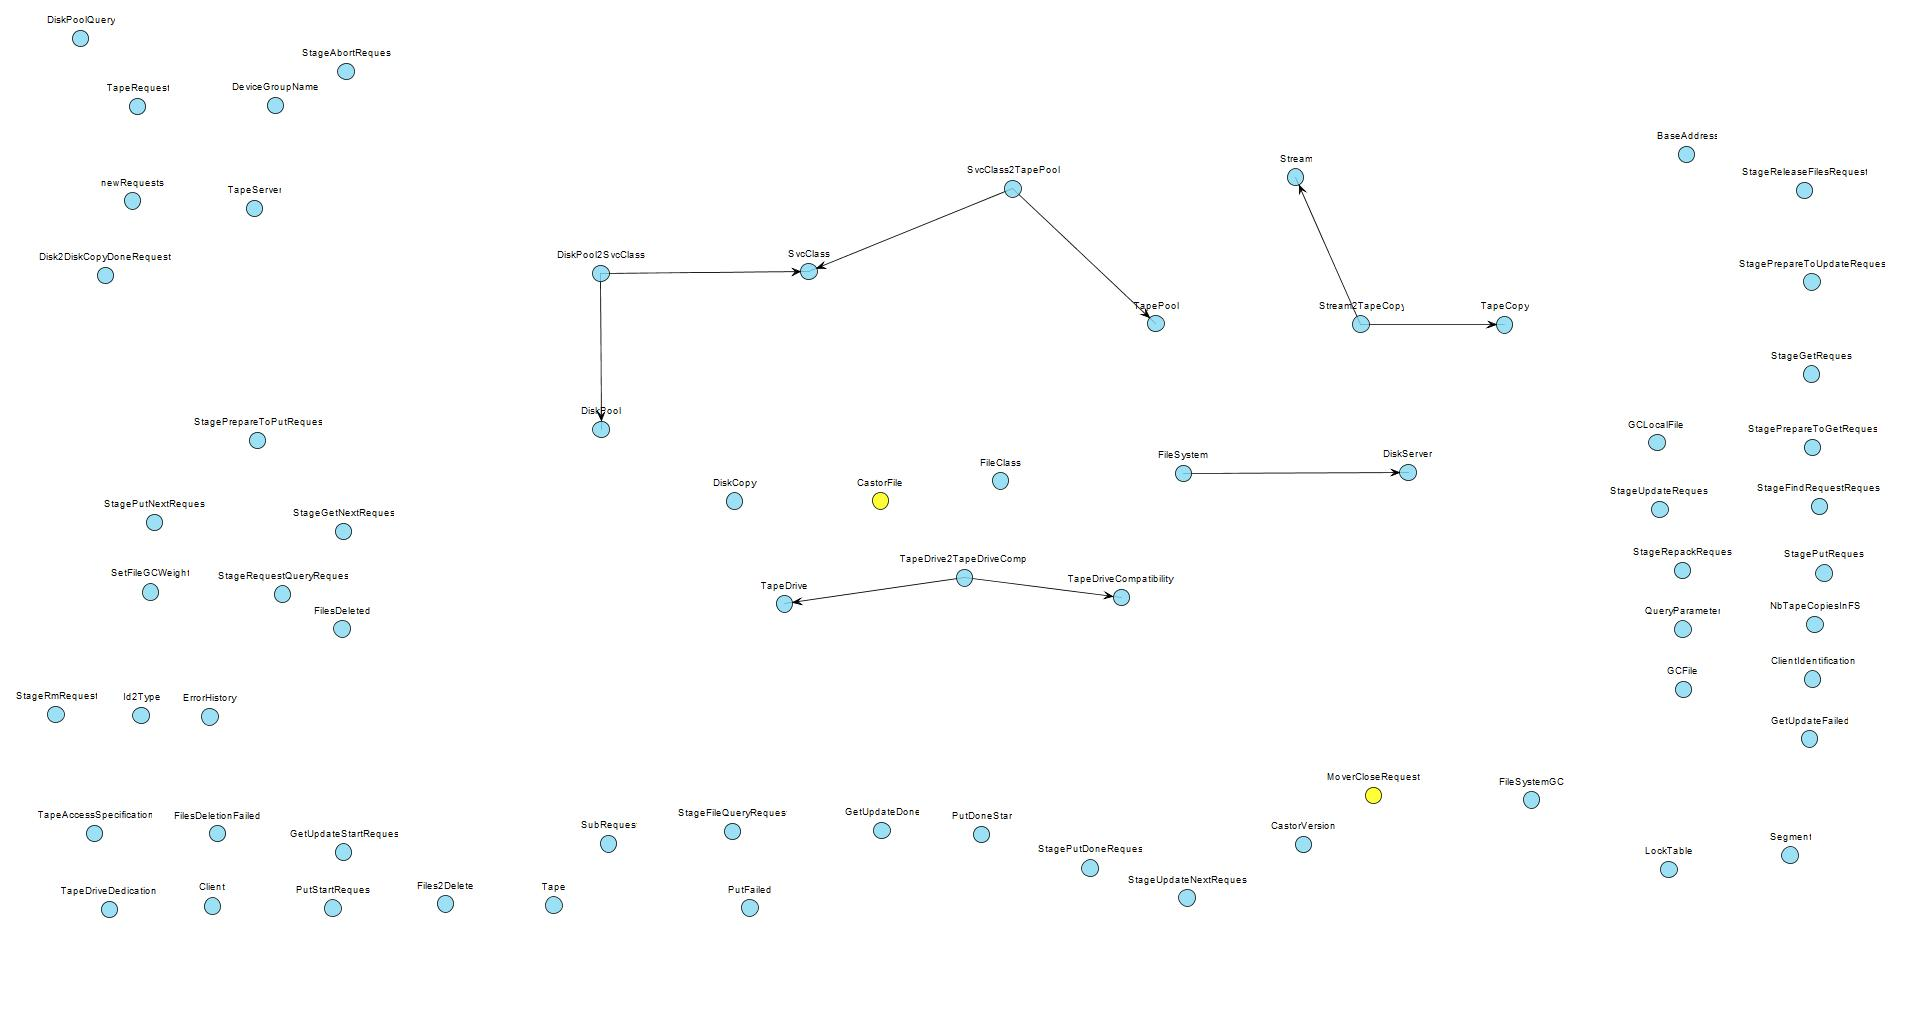 DiskPoolQuery
StageAbortReques
TapeRequest
DeviceGroupName
BaseAddress
Stream
SvcClass2TapePool
StageReleaseFilesRequest
newRequests
TapeServer
Disk2DiskCopyDoneRequest
DiskPool2SvcClass
SvcClass
StagePrepareToUpdateReques
TapePool
Stream2TapeCopy
TapeCopy
StageGetReques
DiskPool
StagePrepareToPutReques
GCLocalFile
StagePrepareToGetReques
FileClass
FileSystem
DiskServer
DiskCopy
CastorFile
StageUpdateReques
StageFindRequestReques
StagePutNextReques
StageGetNextReques
TapeDrive2TapeDriveComp
StageRepackReques
StagePutReques
SetFileGCWeight
StageRequestQueryReques
TapeDrive
TapeDriveCompatibility
FilesDeleted
QueryParameter
NbTapeCopiesInFS
GCFile
ClientIdentification
StageRmRequest
Id2Type
ErrorHistory
GetUpdateFailed
MoverCloseRequest
FileSystemGC
TapeAccessSpecification
FilesDeletionFailed
GetUpdateStartReques
SubReques
StageFileQueryReques
GetUpdateDone
PutDoneStar
CastorVersion
StagePutDoneReques
LockTable
Segment
TapeDriveDedication
Client
PutStartReques
Files2Delete
Tape
PutFailed
StageUpdateNextReques